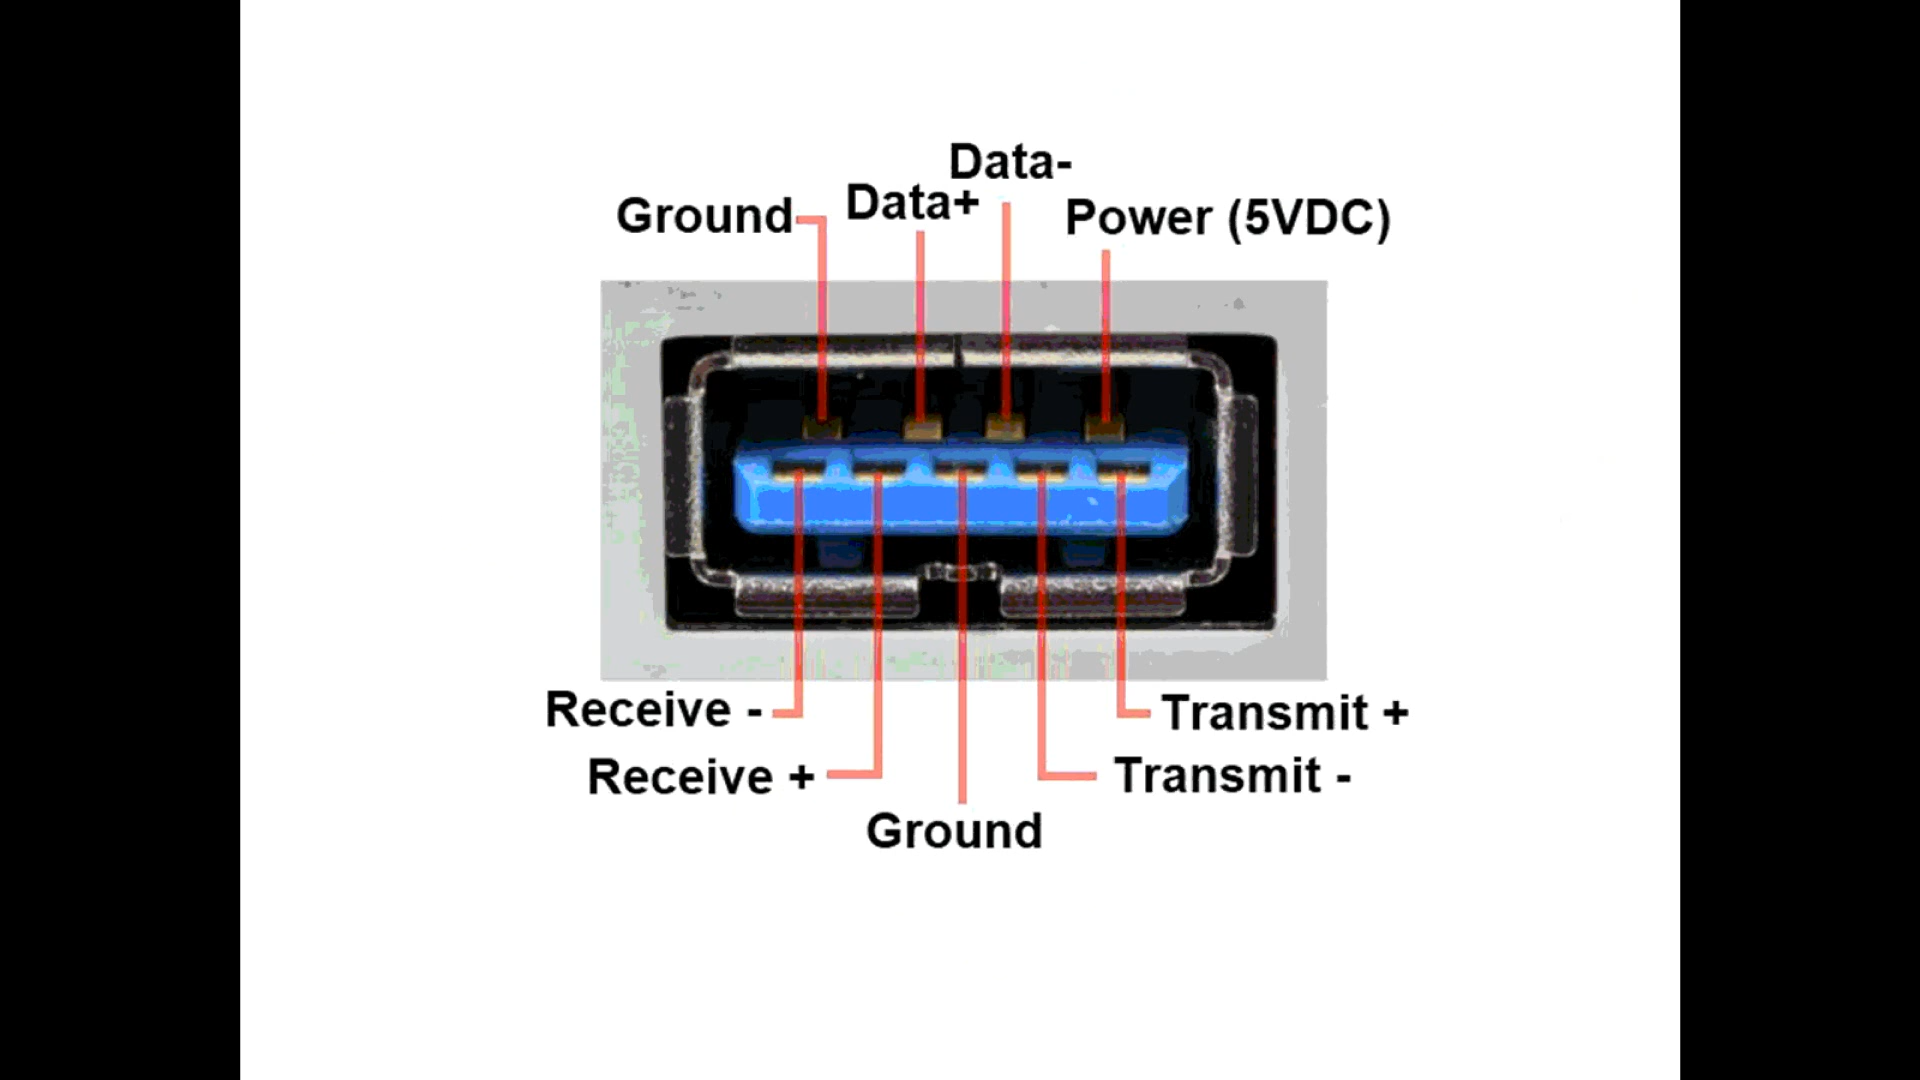 Data-
Data+
Ground
Power (5VDC)
Receive -
Transmit +
Receive +
Transmit -
Ground